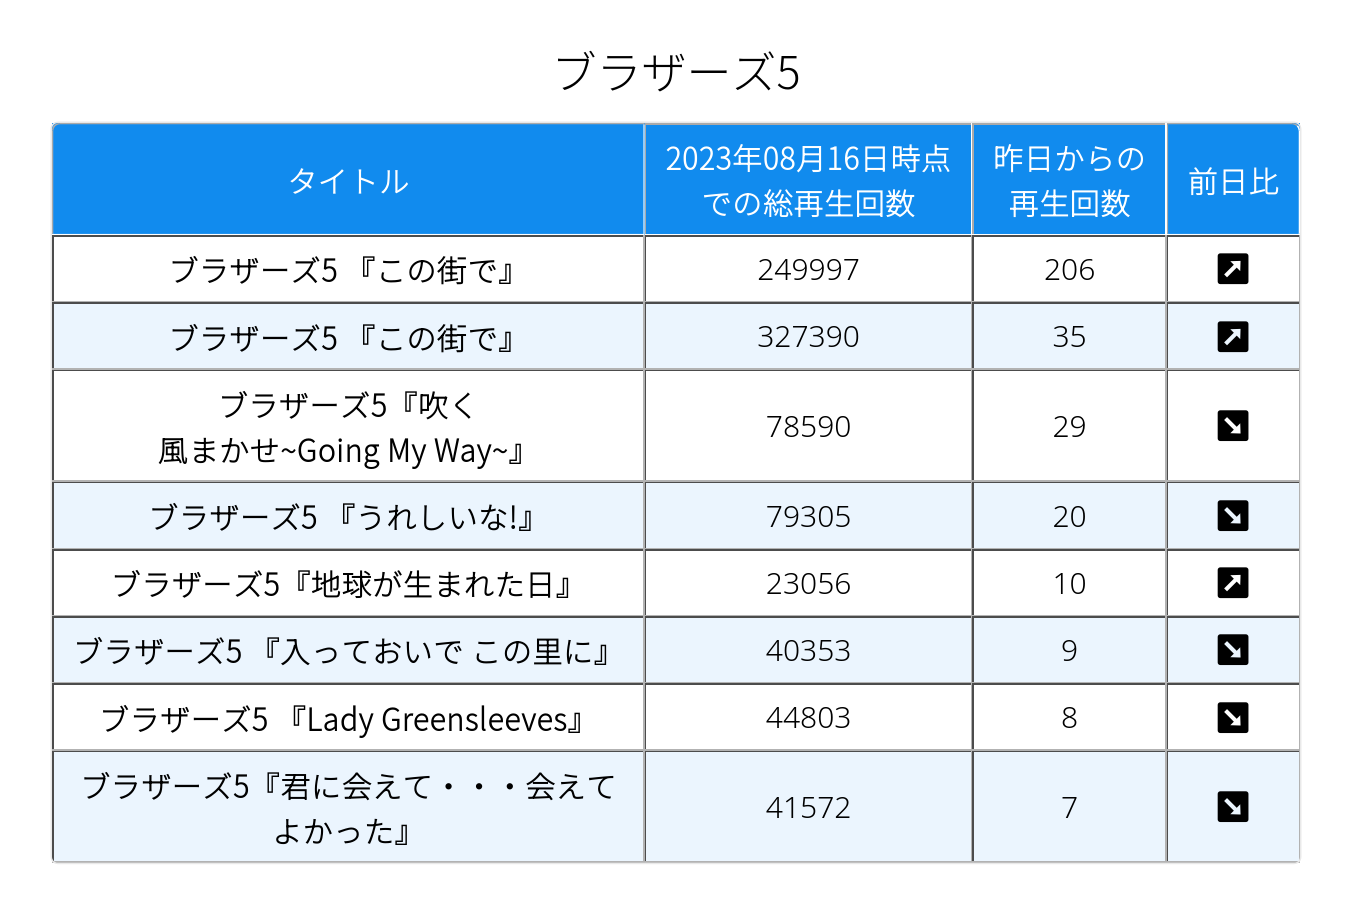 ブラザーズ5
タイトル
2023年08月16日時点
での総再生回数
昨日からの
再生回数
前日比
ブラザーズ5 『この街で』
249997
206
ブラザーズ5 『この街で』
327390
35
ブラザーズ5『吹く
風まかせ~Going My Way~』
78590
29
ブラザーズ5 『うれしいな!』
79305
20
ブラザーズ5『地球が生まれた日』
23056
10
ブラザーズ5 『入っておいで この里に』
40353
9
ブラザーズ5 『Lady Greensleeves』
44803
8
ブラザーズ5『君に会えて・・・会えて
よかった』
41572
7